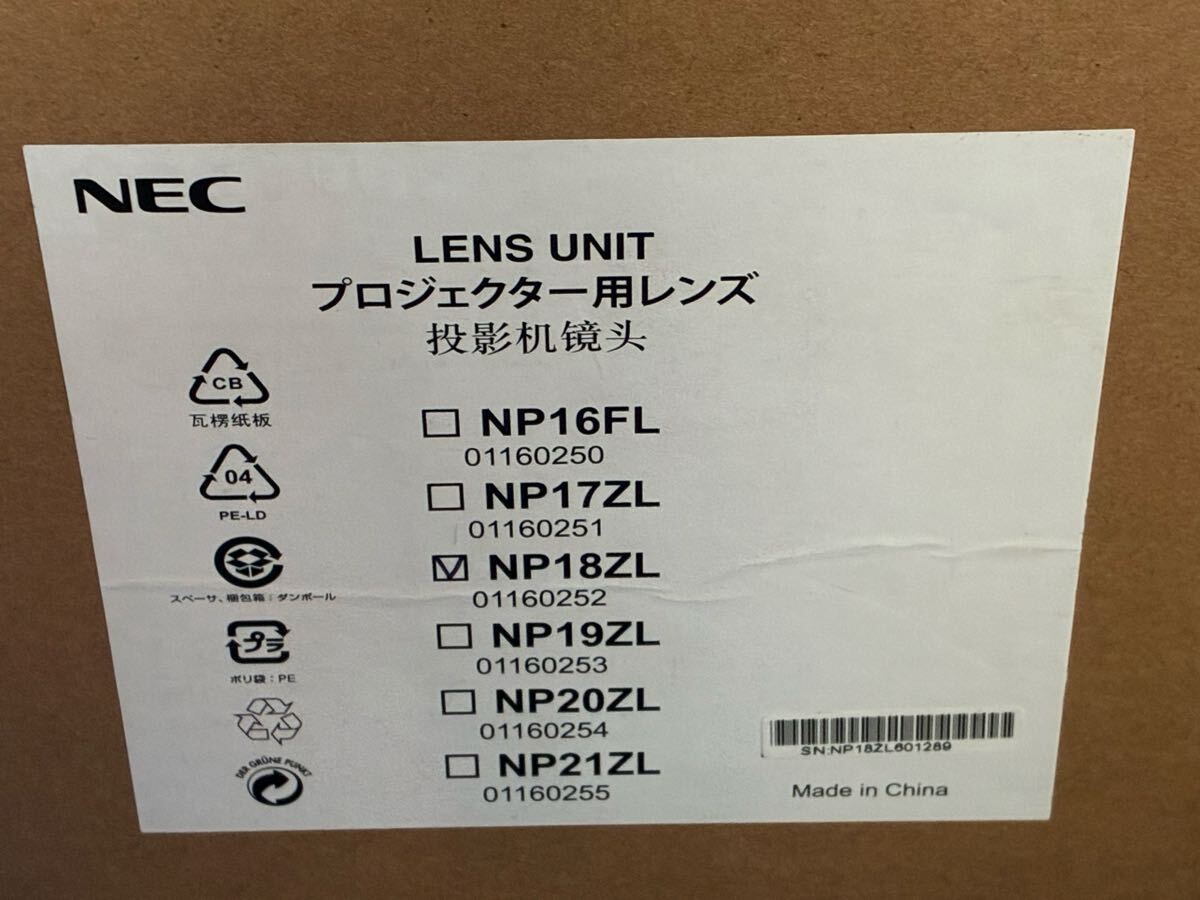 NEC
LENS UNIT
プロジェクター用レンズ
投影机镜头
CB
瓦楞纸板
04
PE-LD
スペーサ、梱包箱：ダンボール
プラ
ポリ袋：PE
DER GRÜNE PUNKT
NP16FL
01160250
NP17ZL
01160251
NP18ZL
01160252
NP19ZL
01160253
NP20ZL
01160254
NP21ZL
01160255
SN:NP18ZL601289
Made in China